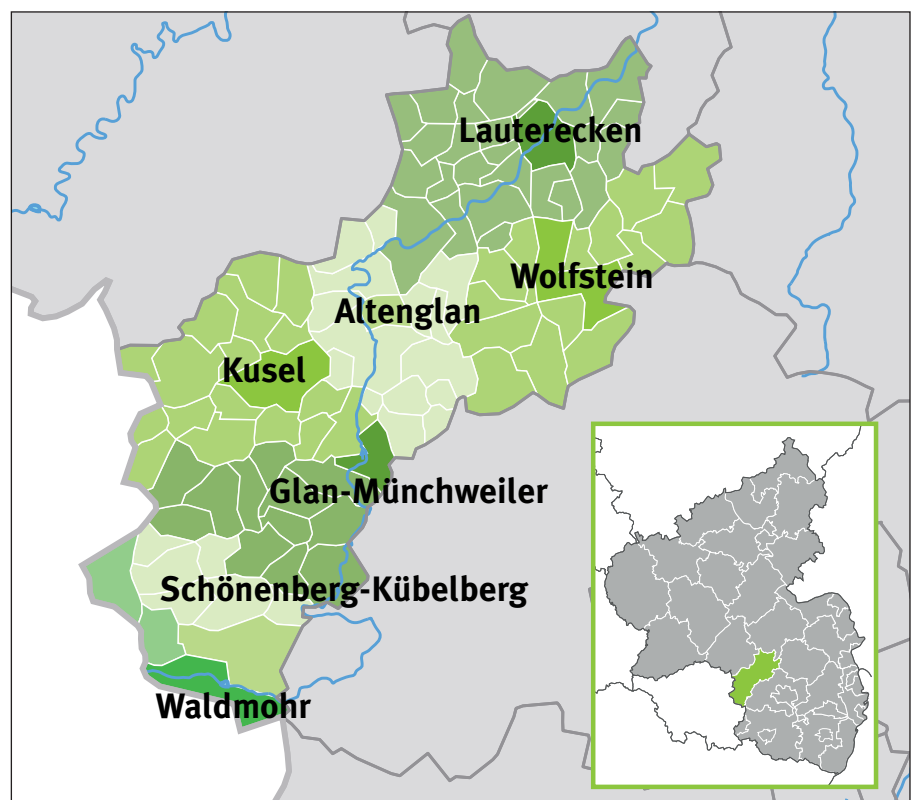 Lauterecken
Wolfstein
Altenglan
Kusel
Glan-Münchweiler
Schönenberg-Kübelberg
Waldmohr